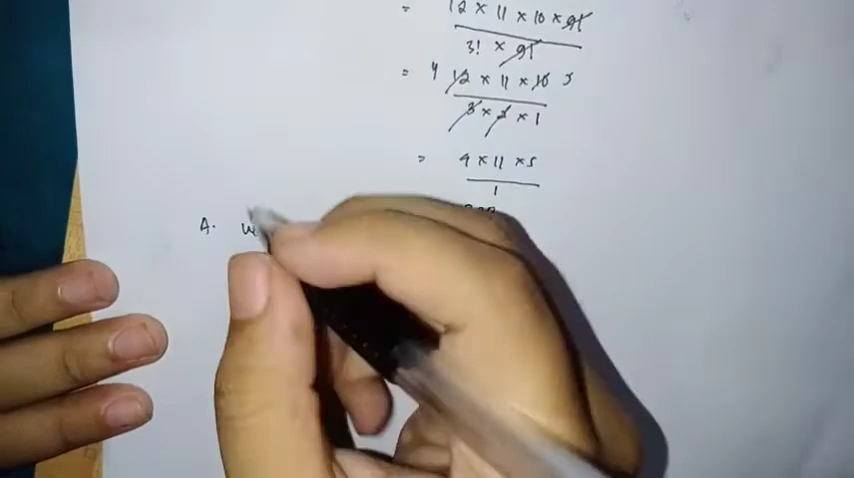 = 12 × 11 × 10 × 9!
3! × 9!
= 4 12 × 11 × 10 5
3 × 2 × 1
= 4 × 11 × 5
1
A.